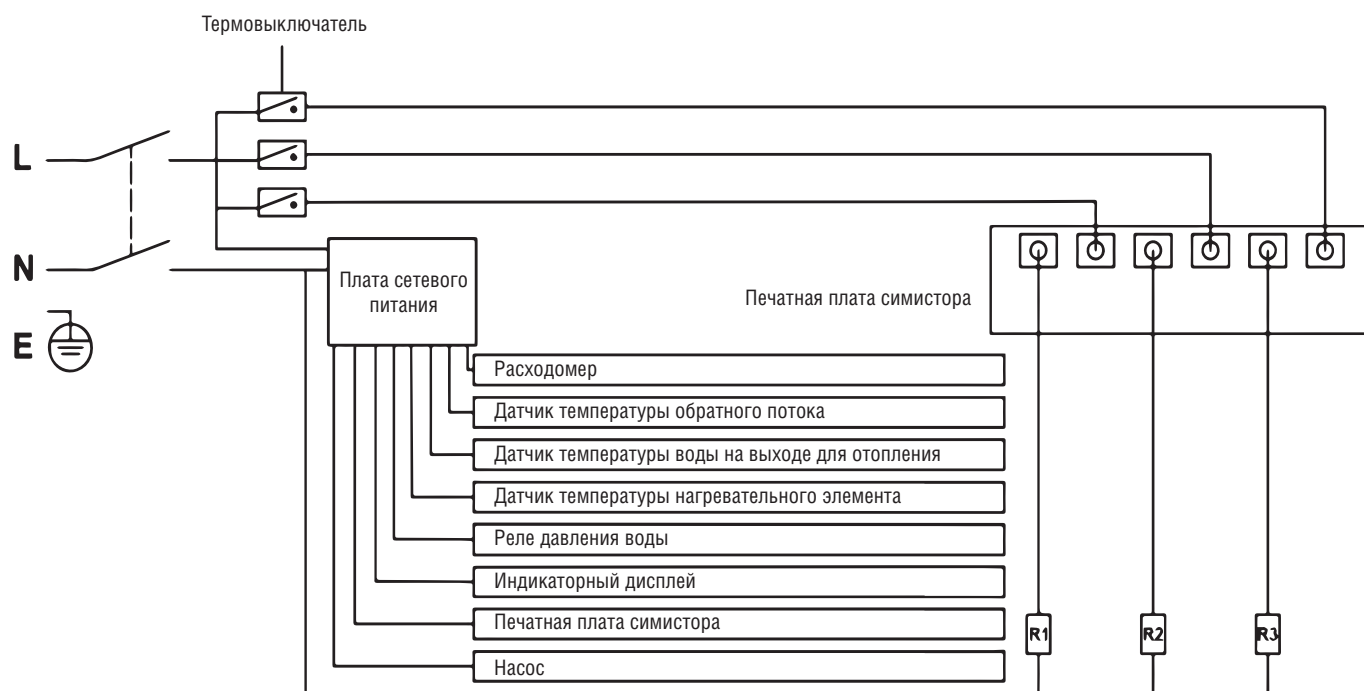 Термовыключатель
L
N
E
Плата сетевого
питания
Печатная плата симистора
Расходомер
Датчик температуры обратного потока
Датчик температуры воды на выходе для отопления
Датчик температуры нагревательного элемента
Реле давления воды
Индикаторный дисплей
Печатная плата симистора
Насос
R1
R2
R3